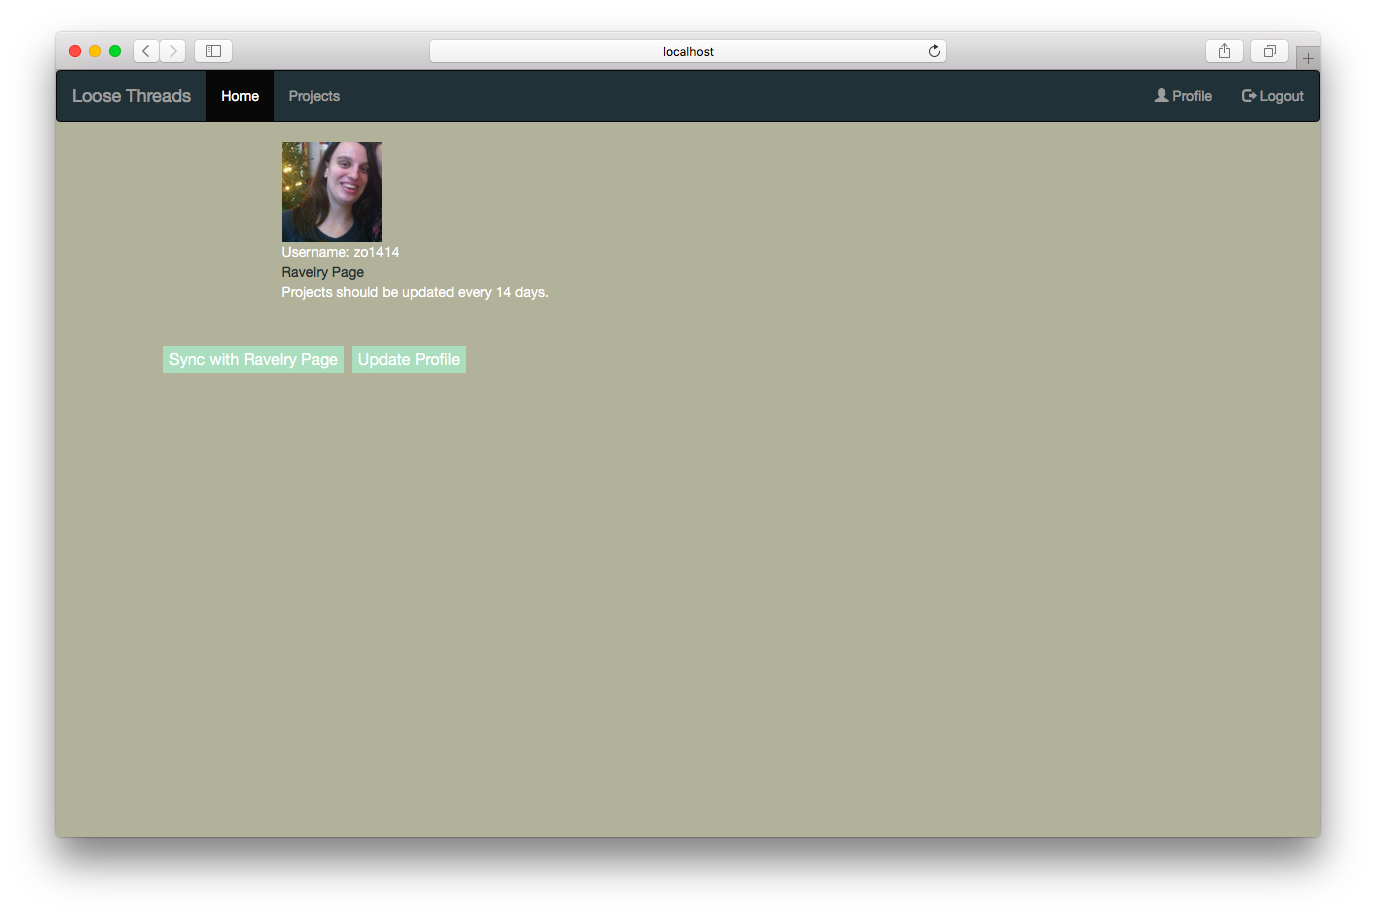 localhost
Loose Threads Home Projects Profile Logout
Username: zo1414
Ravelry Page
Projects should be updated every 14 days.
Sync with Ravelry Page Update Profile